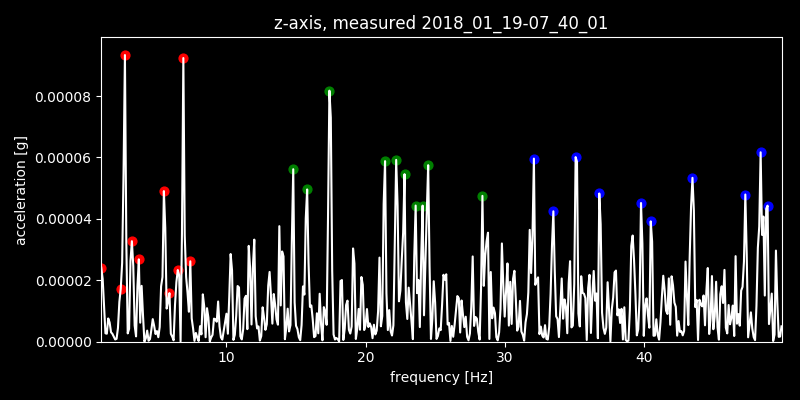 z-axis, measured 2018_01_19-07_40_01
0.00008
0.00006
0.00004
0.00002
0.00000
acceleration [g]
10 20 30 40
frequency [Hz]